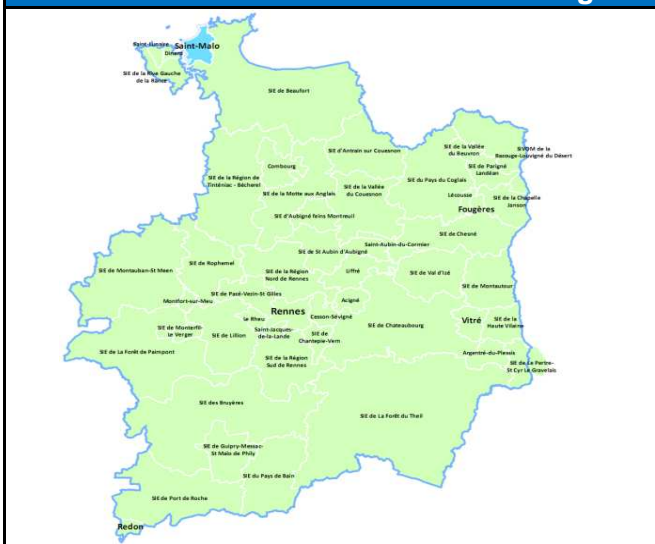 Saint-Malo
Dinard
SIE de la Rive Gauche
de la Rance
SIE de Beaufort
SIE d'Antrain sur Couesnon
SIE de la Vallée
du Beuvron
SIVOM de la
Bazouge-Louvigné du Désert
SIE de Parigné
Landéan
Combourg
SIE de la Région de
Tinténiac - Bécherel
SIE du Pays du Coglais
SIE de la Motte aux Anglais
SIE de la Vallée
du Couesnon
Lécousse
SIE de la Chapelle
Janson
Fougères
SIE d'Aubigné feins Montreuil
SIE de Chesné
Saint-Aubin-du-Cormier
SIE de St Aubin d'Aubigné
SIE de Rophemel
SIE de Montauban-St Meen
SIE de la Région
Nord de Rennes
Liffré
SIE de Val d'Izé
SIE de Montautour
SIE de Pacé-Vezin-St Gilles
Montfort-sur-Meu
Acigné
Rennes
Cesson-Sévigné
le Rheu
Vitré
SIE de la
Haute Vilaine
SIE de Chateaubourg
SIE de Monterfil-
le Verger
SIE de Lillion
Saint-Jacques-
de-la-Lande
SIE de
Chantepie-Vern
SIE de La Forêt de Paimpont
SIE de la Région
Sud de Rennes
Argentré-du-Plessis
SIE de Le Pertre-
St Cyr Le Gravelais
SIE des Bruyères
SIE de La Forêt du Theil
SIE de Guipry-Messac-
St Malo de Phily
SIE du Pays de Bain
SIE de Port de Roche
Redon